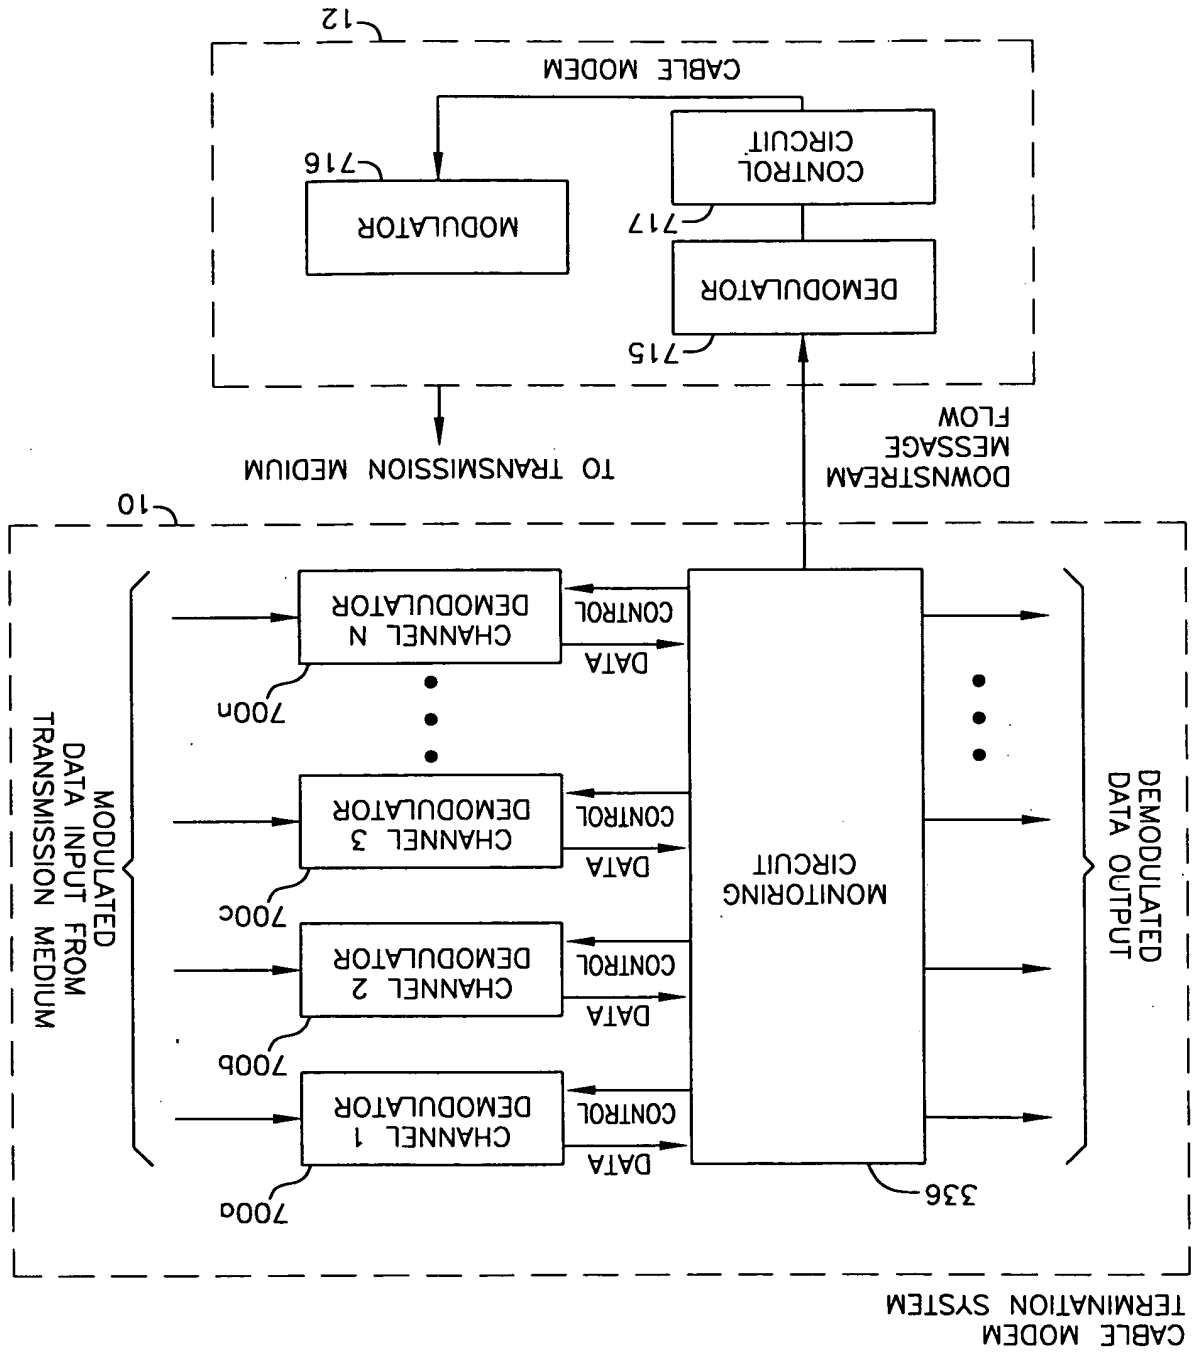 CABLE MODEM
TERMINATION SYSTEM
336
700a
DATA
CHANNEL 1
DEMODULATOR
CONTROL
700b
DATA
CHANNEL 2
DEMODULATOR
CONTROL
DEMODULATED
DATA OUTPUT
MONITORING
CIRCUIT
700c
DATA
CHANNEL 3
DEMODULATOR
CONTROL
MODULATED
DATA INPUT FROM
TRANSMISSION MEDIUM
700n
DATA
CHANNEL N
DEMODULATOR
CONTROL
10
DOWNSTREAM
MESSAGE
FLOW
TO TRANSMISSION MEDIUM
715
DEMODULATOR
717
MODULATOR
716
CONTROL
CIRCUIT
CABLE MODEM
12